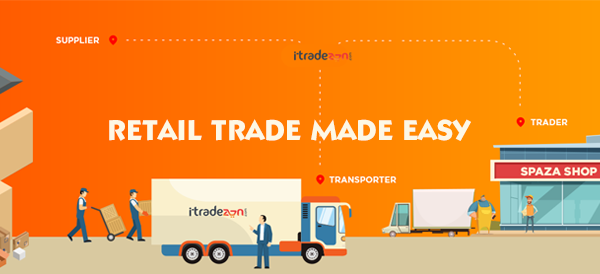 SUPPLIER
itradezon
RETAIL TRADE MADE EASY
TRADER
TRANSPORTER
SPAZA SHOP
itradezon